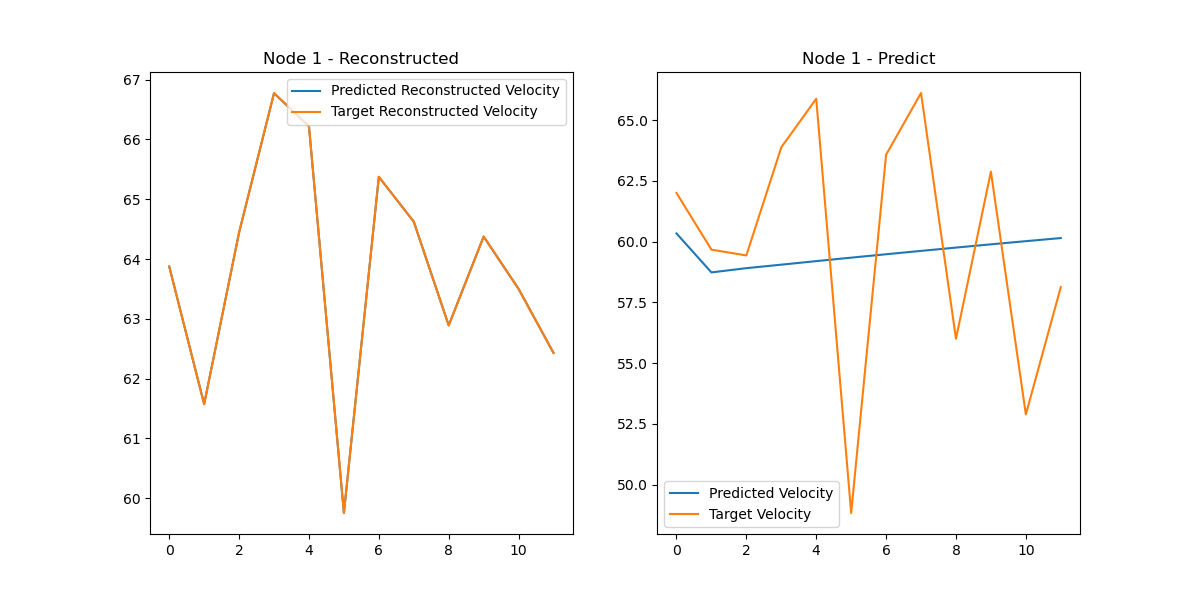 Node 1 - Reconstructed
67
66
65
64
63
62
61
60
0 2 4 6 8 10
Predicted Reconstructed Velocity
Target Reconstructed Velocity
Node 1 - Predict
65.0
62.5
60.0
57.5
55.0
52.5
50.0
0 2 4 6 8 10
Predicted Velocity
Target Velocity